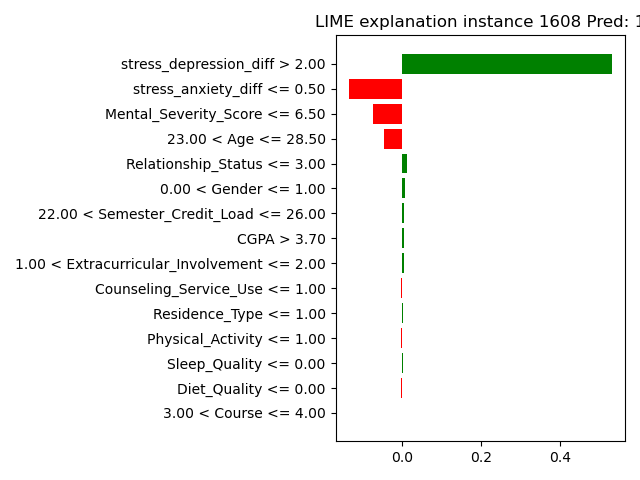 LIME explanation instance 1608 Pred: 1
stress_depression_diff > 2.00
stress_anxiety_diff <= 0.50
Mental_Severity_Score <= 6.50
23.00 < Age <= 28.50
Relationship_Status <= 3.00
0.00 < Gender <= 1.00
22.00 < Semester_Credit_Load <= 26.00
CGPA > 3.70
1.00 < Extracurricular_Involvement <= 2.00
Counseling_Service_Use <= 1.00
Residence_Type <= 1.00
Physical_Activity <= 1.00
Sleep_Quality <= 0.00
Diet_Quality <= 0.00
3.00 < Course <= 4.00
0.0 0.2 0.4